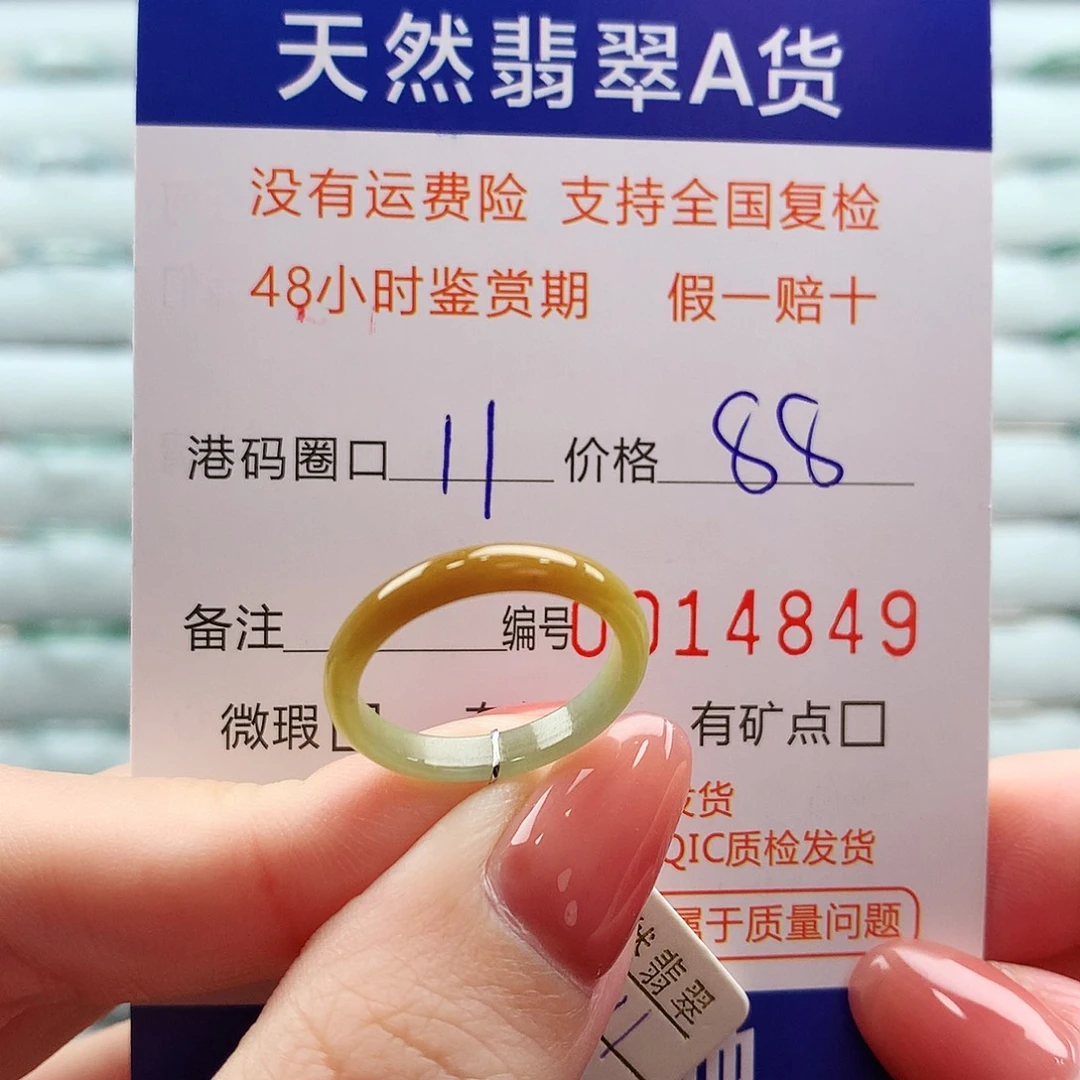 天然翡翠A货
没有运费险 支持全国复检
48小时鉴赏期 假一赔十
港码圈口 11 价格 88
备注 编号 0014849
微瑕 有矿点
货
QIC质检发货
属于质量问题
翡翠